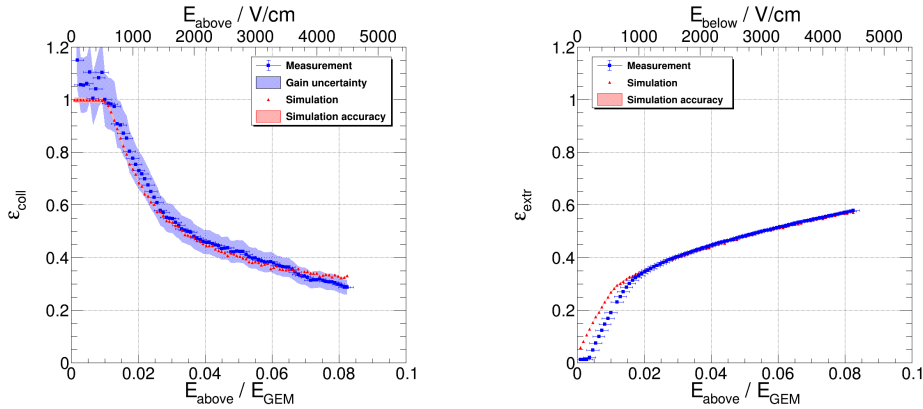 E_above / V/cm
0 1000 2000 3000 4000 5000
1.2
1
0.8
0.6
0.4
0.2
0
ε_coll
Measurement
Gain uncertainty
Simulation
Simulation accuracy
0 0.02 0.04 0.06 0.08 0.1
E_above / E_GEM
E_below / V/cm
0 1000 2000 3000 4000 5000
1.2
1
0.8
0.6
0.4
0.2
0
ε_extr
Measurement
Simulation
Simulation accuracy
0 0.02 0.04 0.06 0.08 0.1
E_above / E_GEM